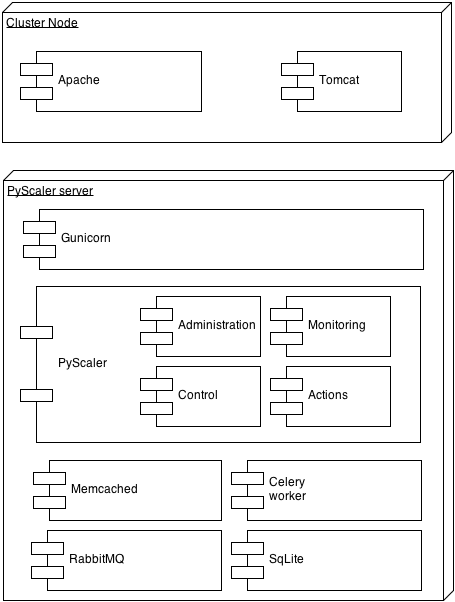 Cluster Node
Apache
Tomcat
PyScaler server
Gunicorn
Administration
Monitoring
PyScaler
Control
Actions
Memcached
Celery
worker
RabbitMQ
SqLite